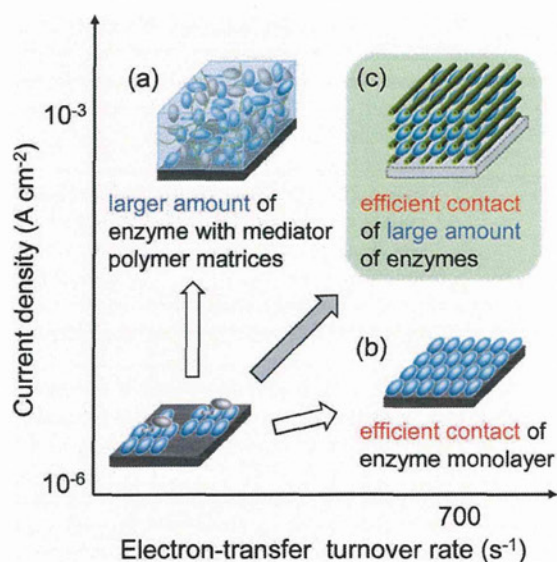 (a)
(c)
10-3
larger amount of
enzyme with mediator
polymer matrices
efficient contact
of large amount
of enzymes
(b)
efficient contact of
enzyme monolayer
10-6
700
Current density (A cm-2)
Electron-transfer turnover rate (s-1)